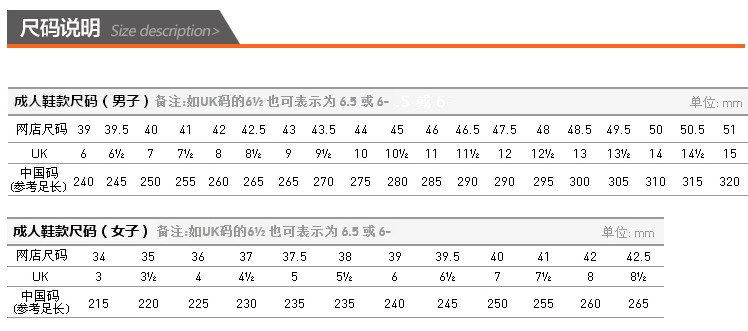 尺码说明 Size description>
成人鞋款尺码（男子）备注:如UK码的6½ 也可表示为 6.5 或 6- .5 或 6- 单位: mm
网店尺码 39 39.5 40 41 42 42.5 43 43.5 44 45 46 46.5 47.5 48 48.5 49.5 50 50.5 51
UK 6 6½ 7 7½ 8 8½ 9 9½ 10 10½ 11 11½ 12 12½ 13 13½ 14 14½ 15
中国码
(参考足长) 240 245 250 255 260 265 265 270 275 280 285 290 290 295 300 305 310 315 320
成人鞋款尺码（女子）备注:如UK码的6½ 也可表示为 6.5 或 6- 单位: mm
网店尺码 34 35 36 37 37.5 38 39 39.5 40 41 42 42.5
UK 3 3½ 4 4½ 5 5½ 6 6½ 7 7½ 8 8½
中国码
(参考足长) 215 220 225 230 235 235 240 245 250 255 260 265